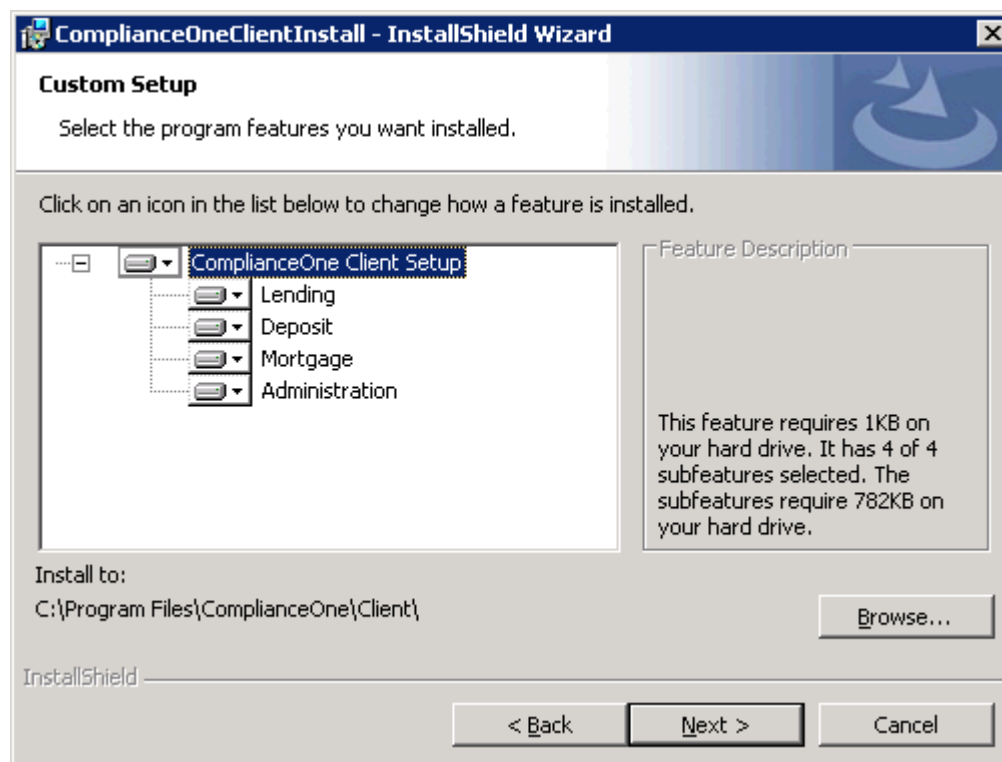 ComplianceOneClientInstall - InstallShield Wizard
Custom Setup
Select the program features you want installed.
Click on an icon in the list below to change how a feature is installed.
ComplianceOne Client Setup
Lending
Deposit
Mortgage
Administration
Feature Description
This feature requires 1KB on
your hard drive. It has 4 of 4
subfeatures selected. The
subfeatures require 782KB on
your hard drive.
Install to:
C:\Program Files\ComplianceOne\Client\
Browse...
InstallShield
< Back
Next >
Cancel